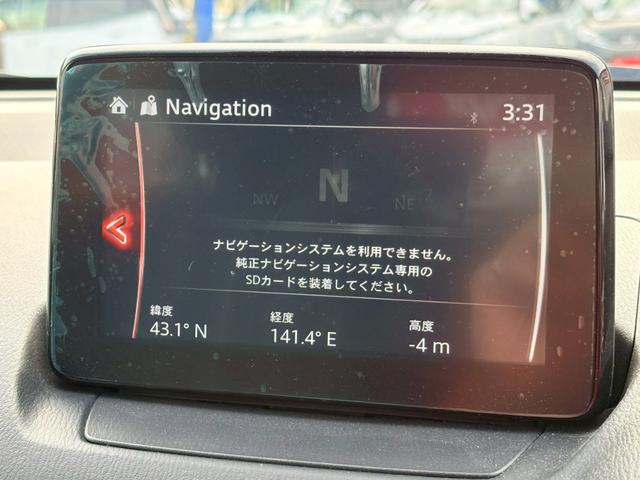 Navigation
3:31
NW N NE
ナビゲーションシステムを利用できません。
純正ナビゲーションシステム専用の
SDカードを装着してください。
緯度 経度 高度
43.1° N 141.4° E -4 m